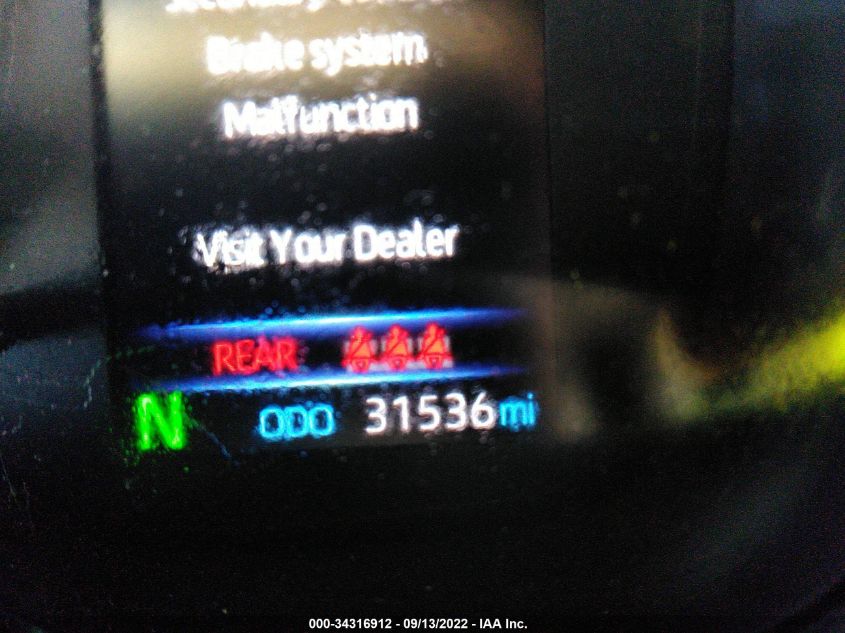 Brake system
Malfunction
Visit Your Dealer
REAR
N ODO 31536 mi
000-34316912 - 09/13/2022 - IAA Inc.